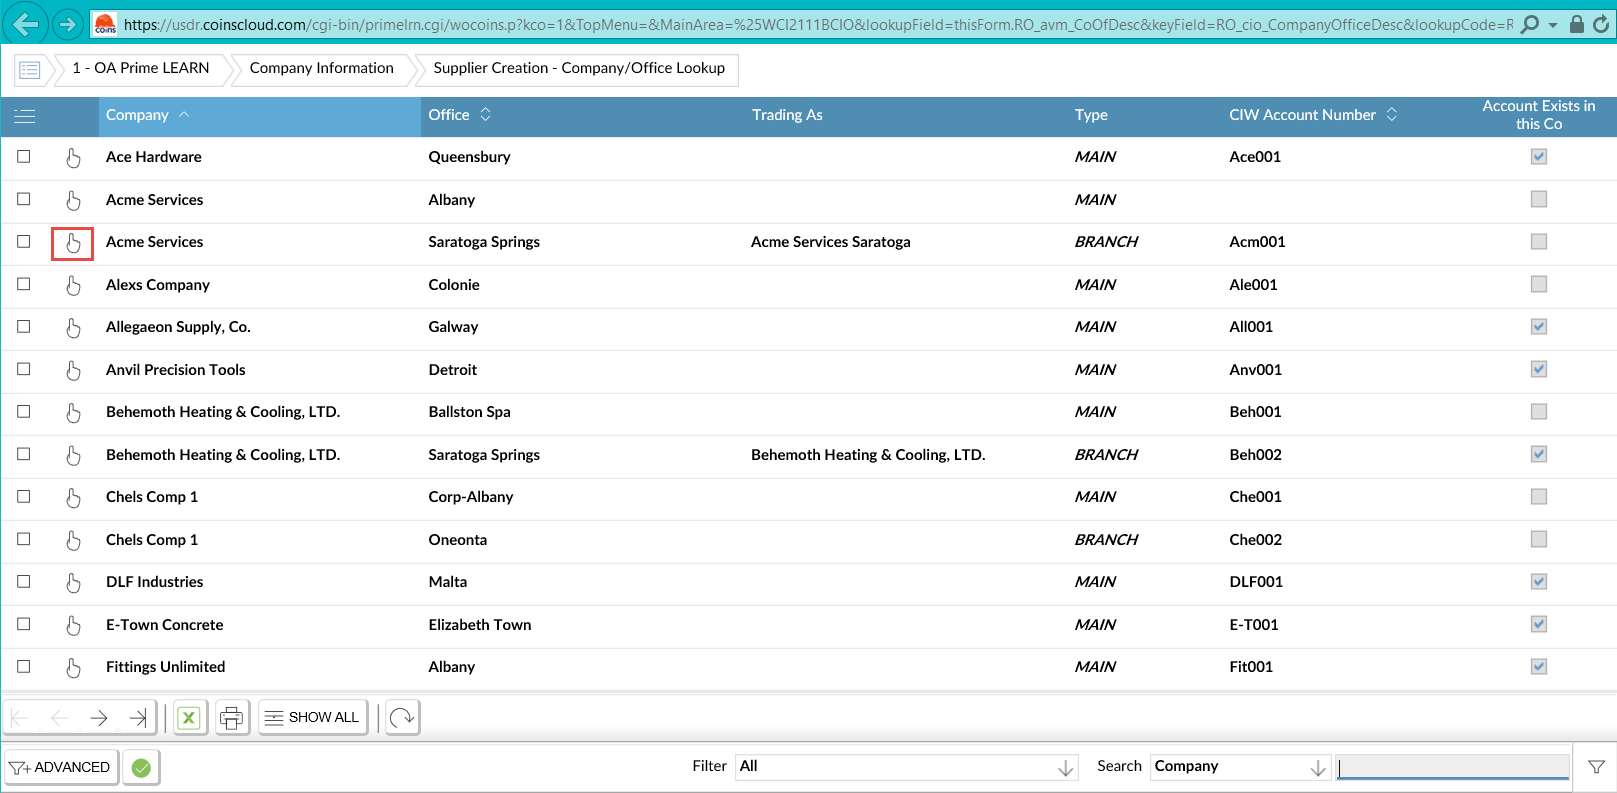 coins https://usdr.coinscloud.com/cgi-bin/primelrn.cgi/wocoins.p?kco=1&TopMenu=&MainArea=%25WCI2111BCIO&lookupField=thisForm.RO_avm_CoOfDesc&keyField=RO_cio_CompanyOfficeDesc&lookupCode=R
1 - OA Prime LEARN Company Information Supplier Creation - Company/Office Lookup
Company Office Trading As Type CIW Account Number Account Exists in
this Co
Ace Hardware Queensbury MAIN Ace001
Acme Services Albany MAIN
Acme Services Saratoga Springs Acme Services Saratoga BRANCH Acm001
Alexs Company Colonie MAIN Ale001
Allegaeon Supply, Co. Galway MAIN All001
Anvil Precision Tools Detroit MAIN Anv001
Behemoth Heating & Cooling, LTD. Ballston Spa MAIN Beh001
Behemoth Heating & Cooling, LTD. Saratoga Springs Behemoth Heating & Cooling, LTD. BRANCH Beh002
Chels Comp 1 Corp-Albany MAIN Che001
Chels Comp 1 Oneonta BRANCH Che002
DLF Industries Malta MAIN DLF001
E-Town Concrete Elizabeth Town MAIN E-T001
Fittings Unlimited Albany MAIN Fit001
X SHOW ALL
ADVANCED Filter All Search Company